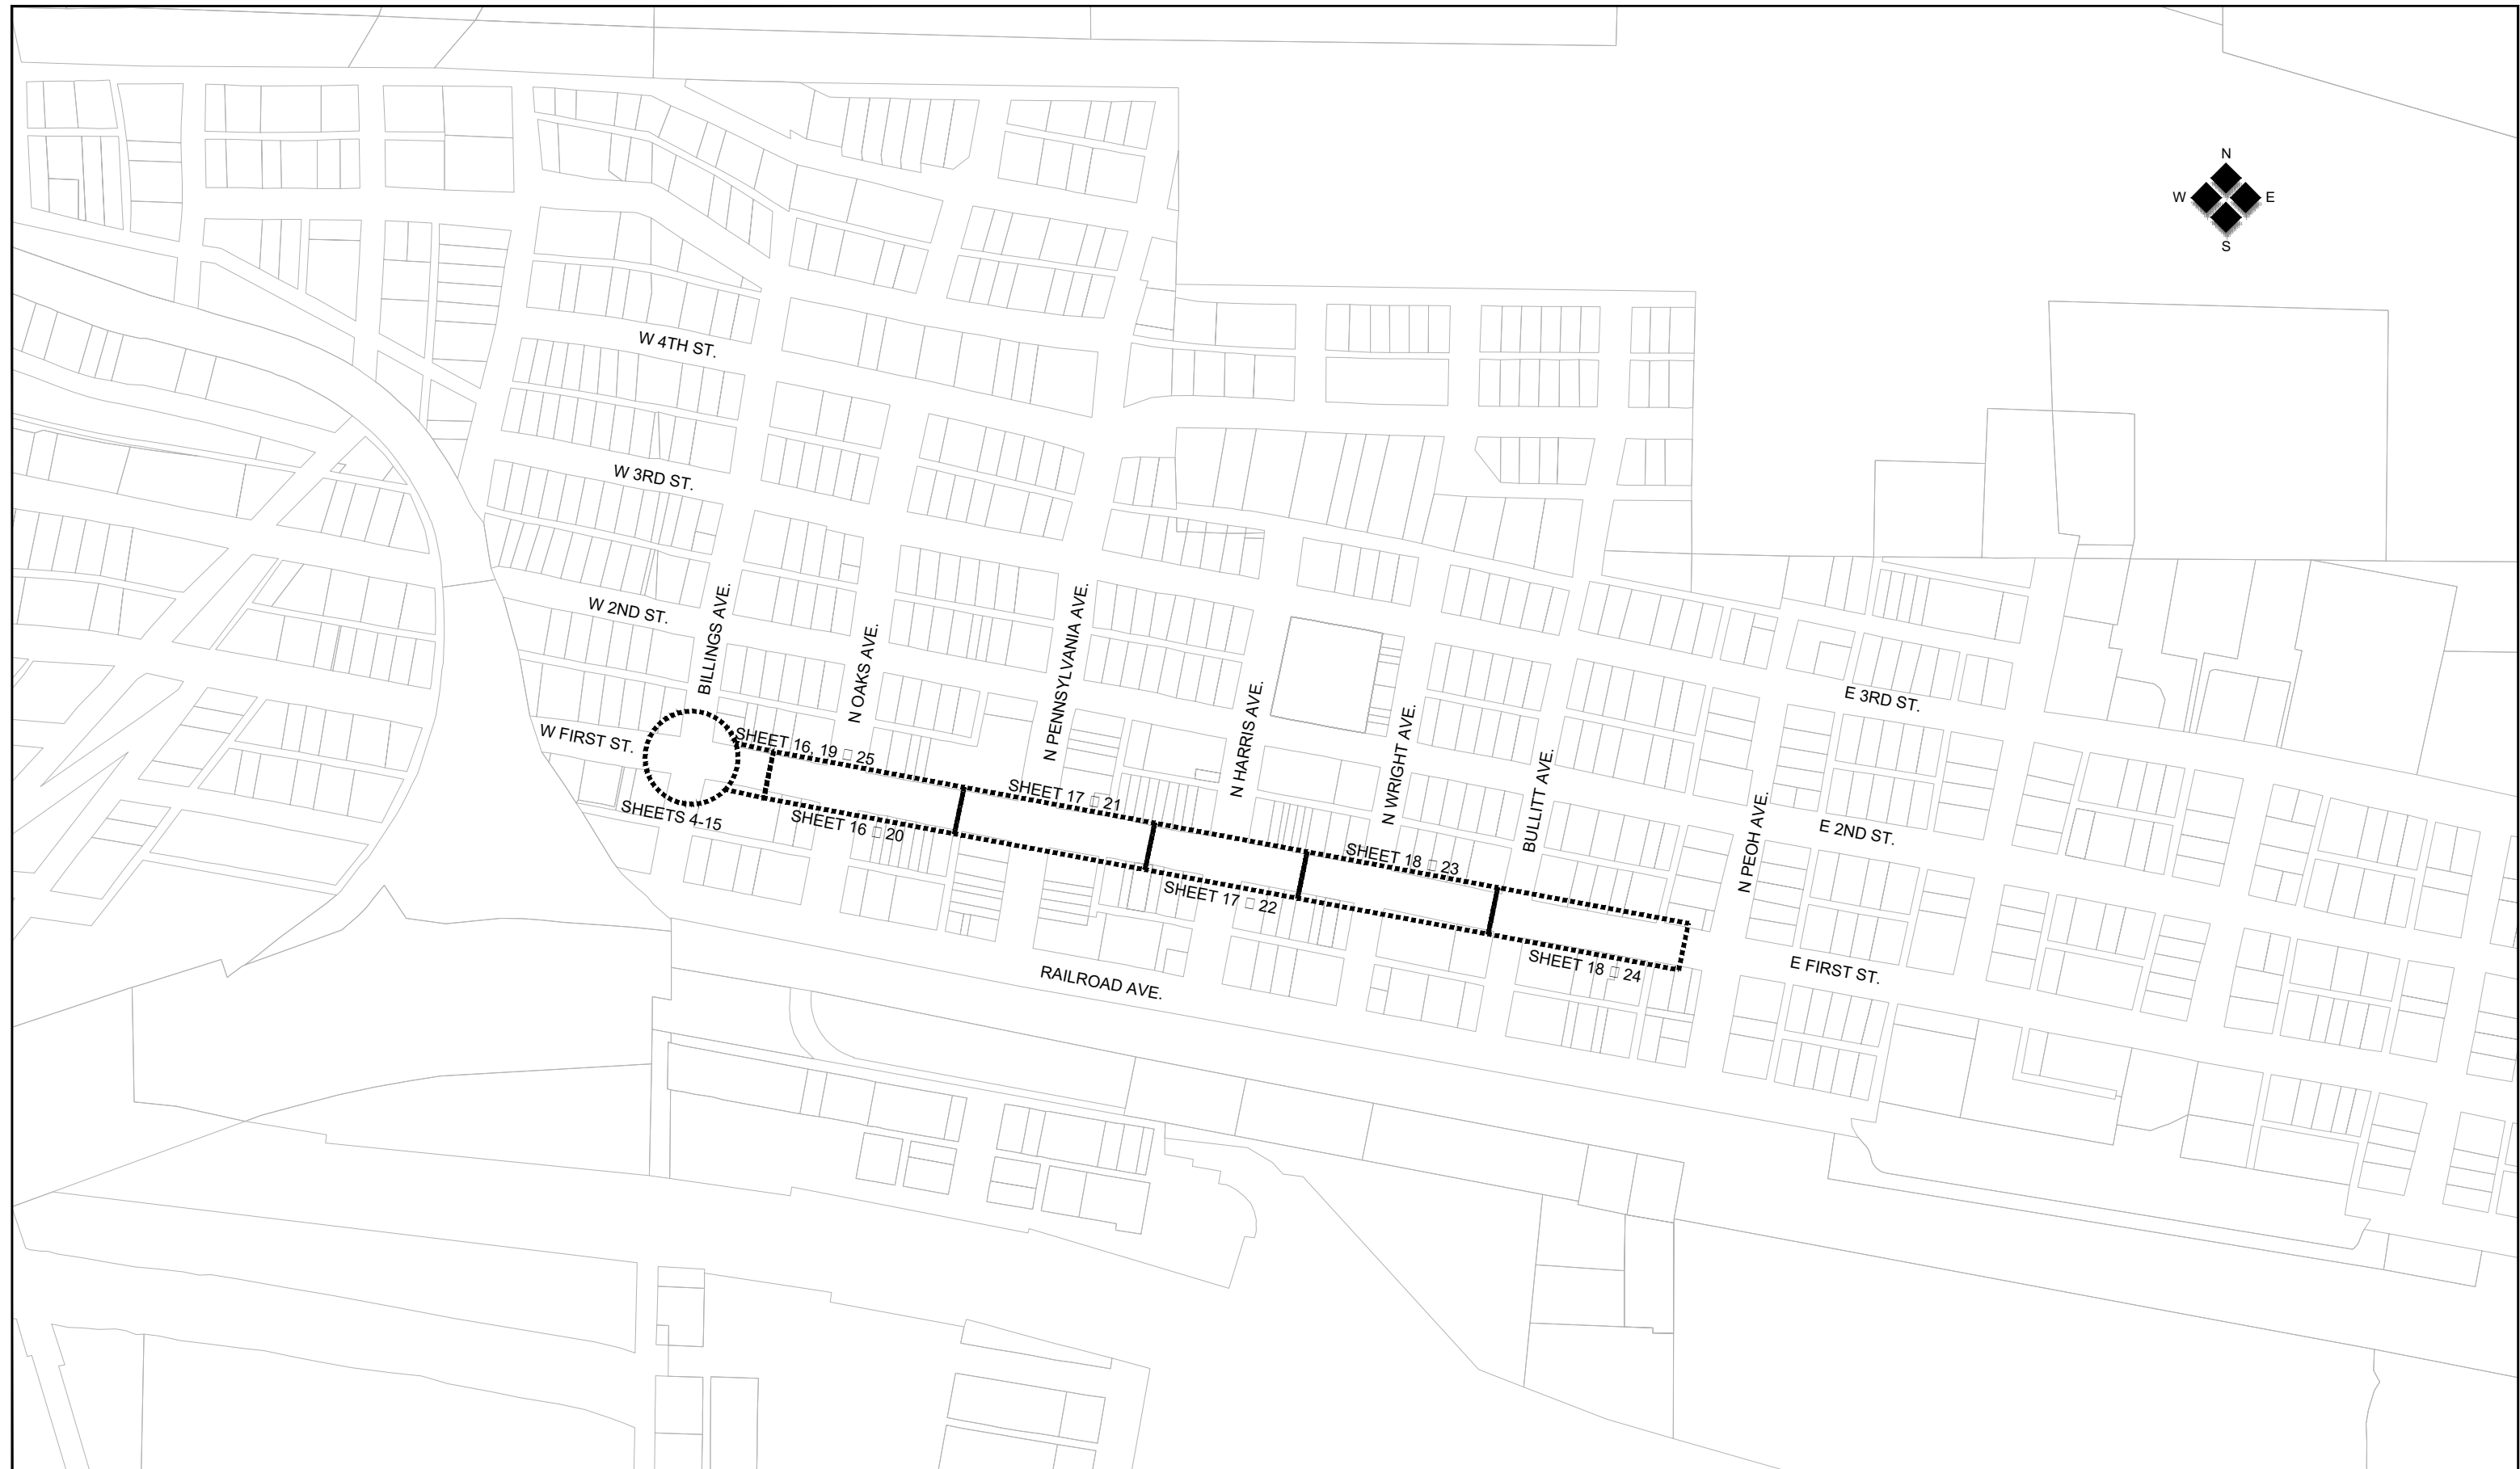 N
W E
S
W 4TH ST.
W 3RD ST.
W 2ND ST.
BILLINGS AVE.
N OAKS AVE.
N PENNSYLVANIA AVE.
N HARRIS AVE.
N WRIGHT AVE.
BULLITT AVE.
N PEOH AVE.
E 3RD ST.
E 2ND ST.
E FIRST ST.
W FIRST ST.
SHEET 16, 19 □ 25
SHEETS 4-15
SHEET 16 □ 20
SHEET 17 □ 21
SHEET 17 □ 22
SHEET 18 □ 23
SHEET 18 □ 24
RAILROAD AVE.